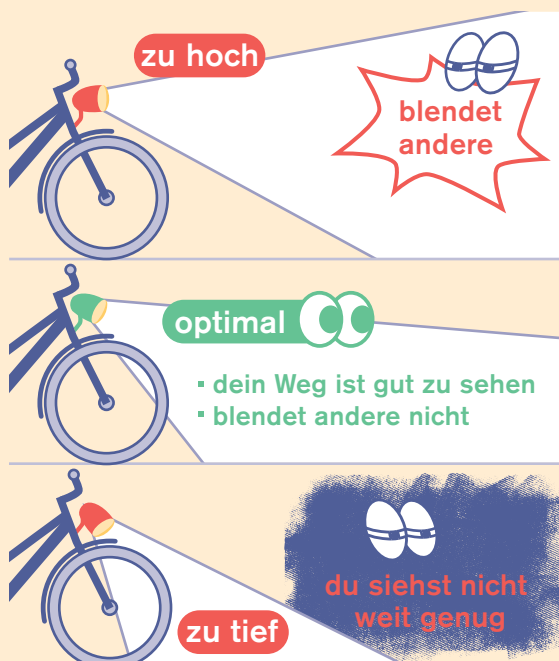 zu hoch
blendet
andere
optimal
▪ dein Weg ist gut zu sehen
▪ blendet andere nicht
du siehst nicht
weit genug
zu tief